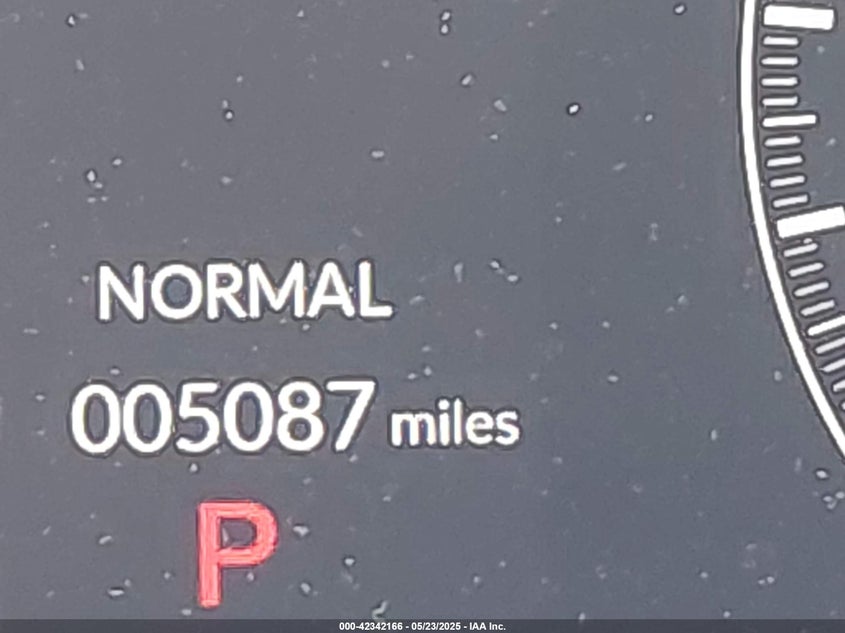 NORMAL
005087 miles
P
000-42342166 - 05/23/2025 - IAA Inc.